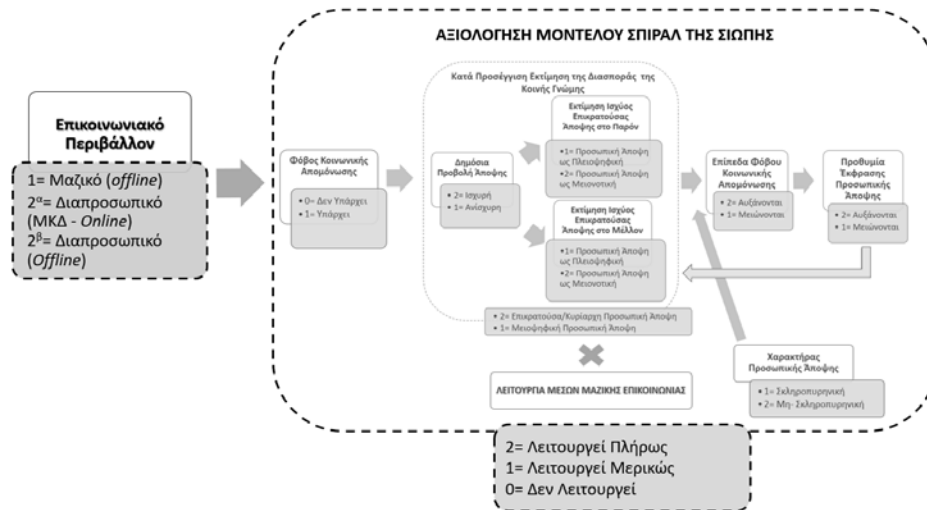 ΑΞΙΟΛΟΓΗΣΗ ΜΟΝΤΕΛΟΥ ΣΠΙΡΑΛ ΤΗΣ ΣΙΩΠΗΣ
Επικοινωνιακό
Περιβάλλον
1= Μαζικό (offline)
2α= Διαπροσωπικό
(ΜΚΔ - Online)
2β= Διαπροσωπικό
(Offline)
Φόβος Κοινωνικής
Απομόνωσης
• 0= Δεν Υπάρχει
• 1= Υπάρχει
Κατά Προσέγγιση Εκτίμηση της Διασποράς της
Κοινής Γνώμης
Δημόσια
Προβολή Άποψης
• 2= Ισχυρή
• 1= Ανίσχυρη
Εκτίμηση Ισχύος
Επικρατούσας
Άποψης στο Παρόν
• 1= Προσωπική Άποψη
ως Πλειοψηφική
• 2= Προσωπική Άποψη
ως Μειονοτική
Εκτίμηση Ισχύος
Επικρατούσας
Άποψης στο Μέλλον
• 1= Προσωπική Άποψη
ως Πλειοψηφική
• 2= Προσωπική Άποψη
ως Μειονοτική
• 2= Επικρατούσα/Κυρίαρχη Προσωπική Άποψη
• 1= Μειοψηφική Προσωπική Άποψη
ΛΕΙΤΟΥΡΓΙΑ ΜΕΣΩΝ ΜΑΖΙΚΗΣ ΕΠΙΚΟΙΝΩΝΙΑΣ
Επίπεδα Φόβου
Κοινωνικής
Απομόνωσης
• 2= Αυξάνονται
• 1= Μειώνονται
Προθυμία
Έκφρασης
Προσωπικής
Άποψης
• 2= Αυξάνονται
• 1= Μειώνονται
Χαρακτήρας
Προσωπικής Άποψης
• 1= Σκληροπυρηνική
• 2= Μη- Σκληροπυρηνική
2= Λειτουργεί Πλήρως
1= Λειτουργεί Μερικώς
0= Δεν Λειτουργεί